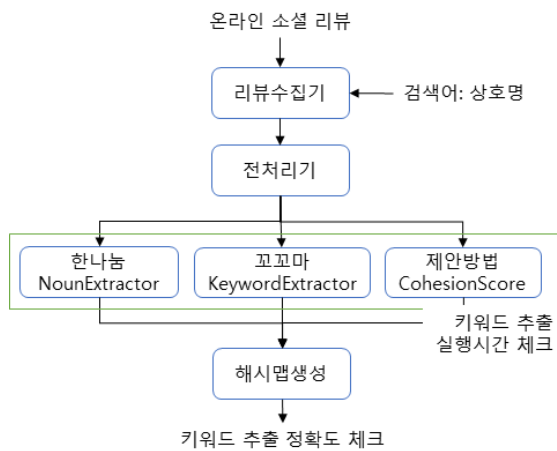 온라인 소셜 리뷰
리뷰수집기
검색어: 상호명
전처리기
한나눔
NounExtractor
꼬꼬마
KeywordExtractor
제안방법
CohesionScore
키워드 추출
실행시간 체크
해시맵생성
키워드 추출 정확도 체크